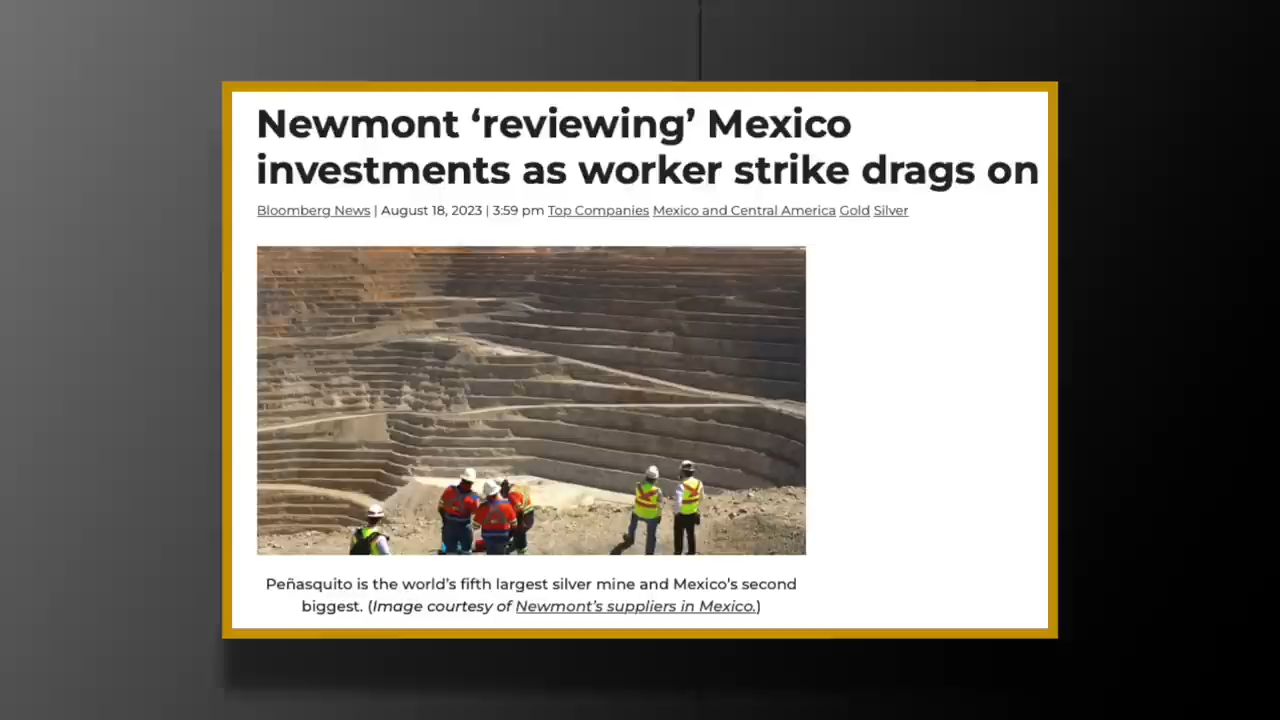 Newmont ‘reviewing’ Mexico
investments as worker strike drags on
Bloomberg News | August 18, 2023 | 3:59 pm Top Companies Mexico and Central America Gold Silver
Peñasquito is the world’s fifth largest silver mine and Mexico's second
biggest. (Image courtesy of Newmont’s suppliers in Mexico.)